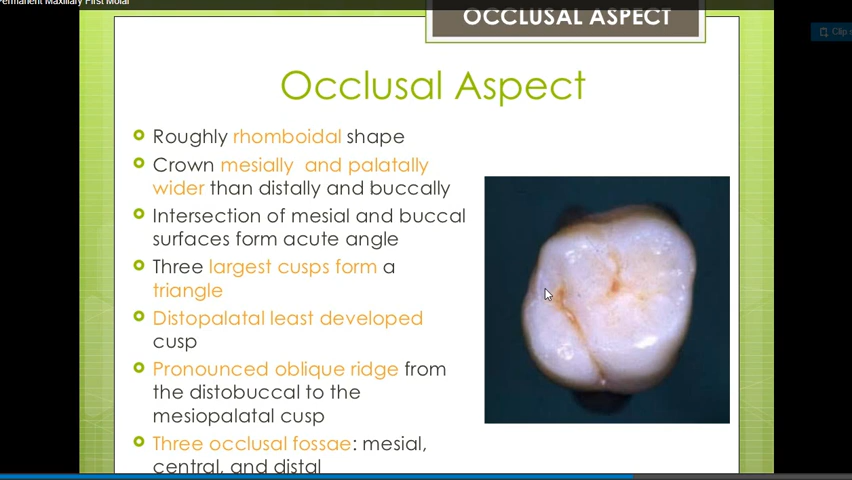 Permanent Maxillary First Molar
OCCLUSAL ASPECT
Clip
Occlusal Aspect
Roughly rhomboidal shape
Crown mesially and palatally
wider than distally and buccally
Intersection of mesial and buccal
surfaces form acute angle
Three largest cusps form a
triangle
Distopalatal least developed
cusp
Pronounced oblique ridge from
the distobuccal to the
mesiopalatal cusp
Three occlusal fossae: mesial,
central, and distal